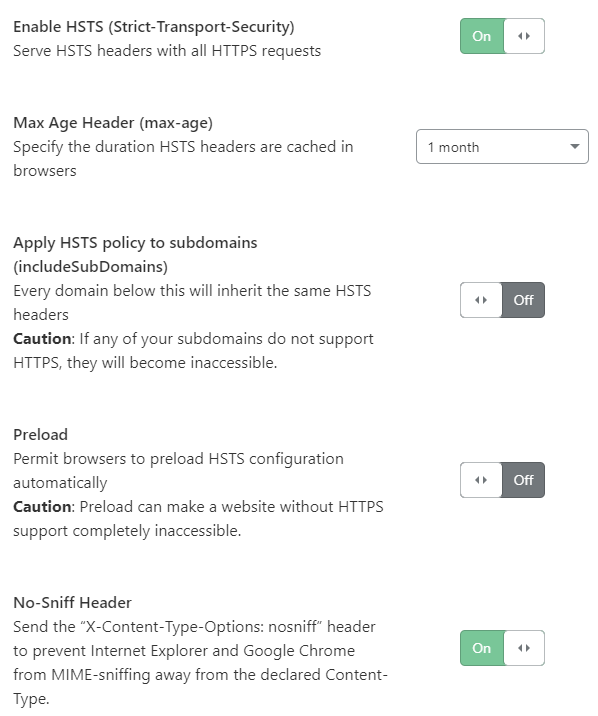 Enable HSTS (Strict-Transport-Security)
Serve HSTS headers with all HTTPS requests
On
Max Age Header (max-age)
Specify the duration HSTS headers are cached in
browsers
1 month
Apply HSTS policy to subdomains
(includeSubDomains)
Every domain below this will inherit the same HSTS
headers
Caution: If any of your subdomains do not support
HTTPS, they will become inaccessible.
Off
Preload
Permit browsers to preload HSTS configuration
automatically
Caution: Preload can make a website without HTTPS
support completely inaccessible.
Off
No-Sniff Header
Send the “X-Content-Type-Options: nosniff” header
to prevent Internet Explorer and Google Chrome
from MIME-sniffing away from the declared Content-
Type.
On